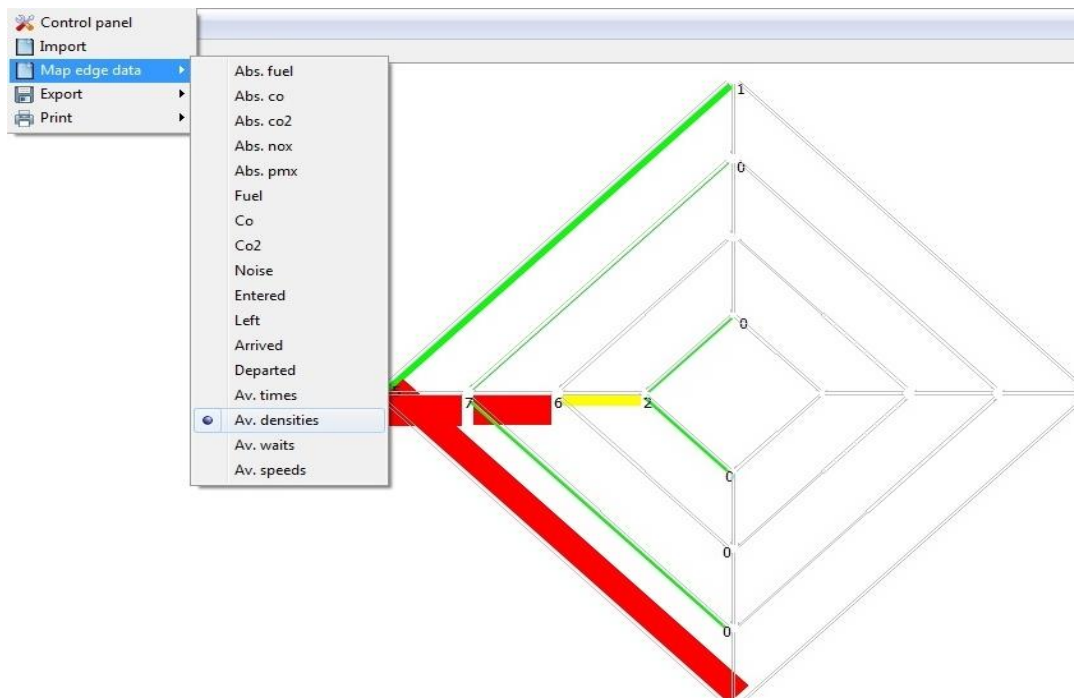 Control panel
Import
Map edge data
Export
Print
Abs. fuel
Abs. co
Abs. co2
Abs. nox
Abs. pmx
Fuel
Co
Co2
Noise
Entered
Left
Arrived
Departed
Av. times
Av. densities
Av. waits
Av. speeds
1
0
0
7 6 2
0
0
0